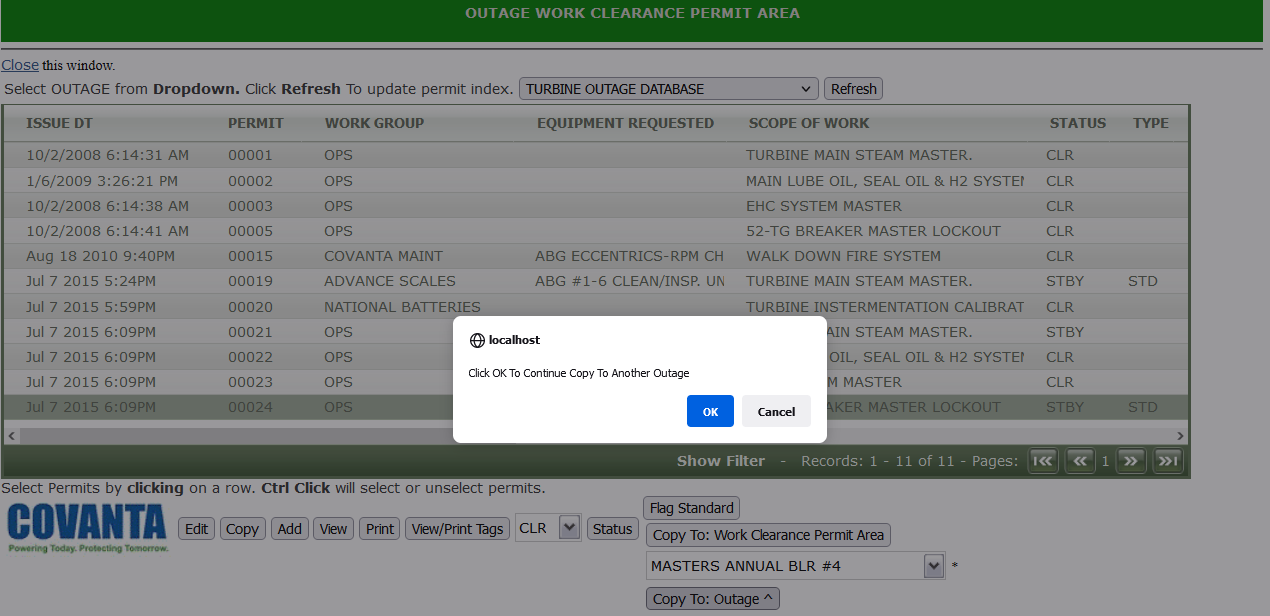 OUTAGE WORK CLEARANCE PERMIT AREA
Close this window.
Select OUTAGE from Dropdown. Click Refresh To update permit index. TURBINE OUTAGE DATABASE Refresh
ISSUE DT PERMIT WORK GROUP EQUIPMENT REQUESTED SCOPE OF WORK STATUS TYPE
10/2/2008 6:14:31 AM 00001 OPS TURBINE MAIN STEAM MASTER. CLR
1/6/2009 3:26:21 PM 00002 OPS MAIN LUBE OIL, SEAL OIL & H2 SYSTEM CLR
10/2/2008 6:14:38 AM 00003 OPS EHC SYSTEM MASTER CLR
10/2/2008 6:14:41 AM 00005 OPS 52-TG BREAKER MASTER LOCKOUT CLR
Aug 18 2010 9:40PM 00015 COVANTA MAINT ABG ECCENTRICS-RPM CH WALK DOWN FIRE SYSTEM CLR
Jul 7 2015 5:24PM 00019 ADVANCE SCALES ABG #1-6 CLEAN/INSP. UN TURBINE MAIN STEAM MASTER. STBY STD
Jul 7 2015 5:59PM 00020 NATIONAL BATTERIES TURBINE INSTERMENTATION CALIBRAT CLR
Jul 7 2015 6:09PM 00021 OPS AIN STEAM MASTER. STBY
Jul 7 2015 6:09PM 00022 OPS OIL, SEAL OIL & H2 SYSTEM CLR
Jul 7 2015 6:09PM 00023 OPS M MASTER CLR
Jul 7 2015 6:09PM 00024 OPS AKER MASTER LOCKOUT STBY STD
localhost
Click OK To Continue Copy To Another Outage
OK Cancel
Show Filter - Records: 1 - 11 of 11 - Pages: 1
Select Permits by clicking on a row. Ctrl Click will select or unselect permits.
COVANTA
Powering Today. Protecting Tomorrow.
Edit Copy Add View Print View/Print Tags CLR Status
Flag Standard
Copy To: Work Clearance Permit Area
MASTERS ANNUAL BLR #4 *
Copy To: Outage ^